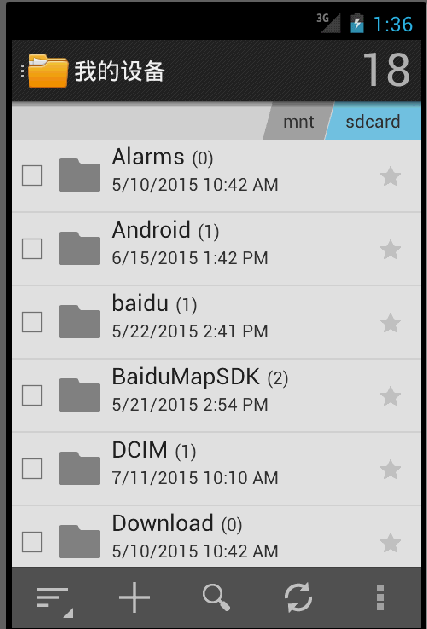 3G 1:36
我的设备 18
mnt sdcard
Alarms (0)
5/10/2015 10:42 AM
Android (1)
6/15/2015 1:42 PM
baidu (1)
5/22/2015 2:41 PM
BaiduMapSDK (2)
5/21/2015 2:54 PM
DCIM (1)
7/11/2015 10:10 AM
Download (0)
5/10/2015 10:42 AM